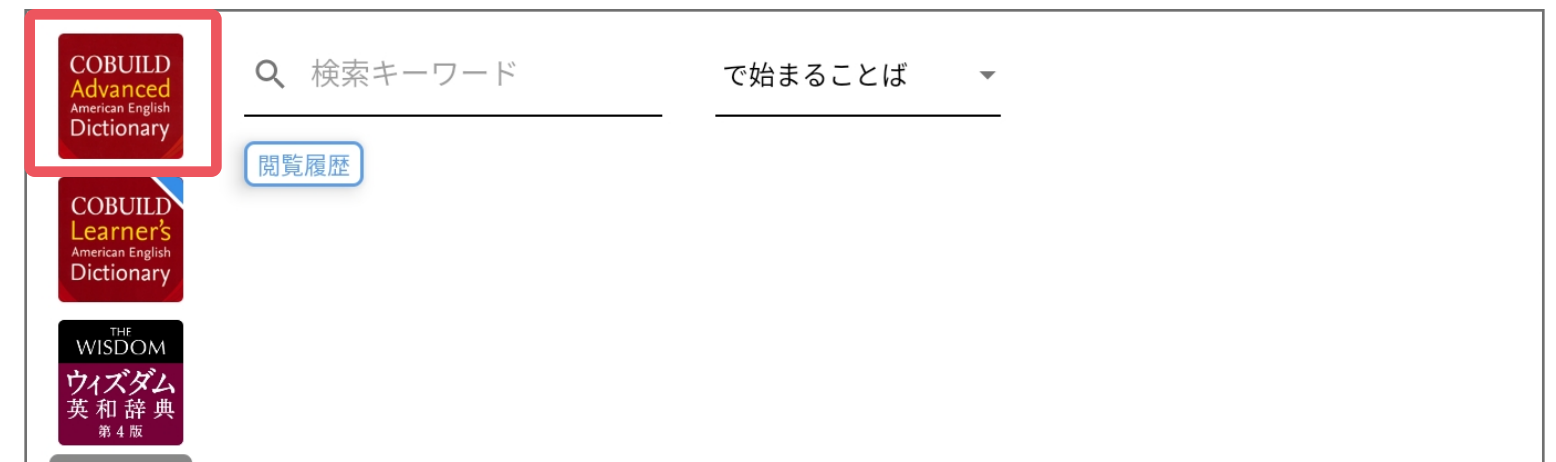 COBUILD
Advanced
American English
Dictionary
検索キーワード
で始まることば
閲覧履歴
COBUILD
Learner's
American English
Dictionary
THE
WISDOM
ウィズダム
英和辞典
第4版